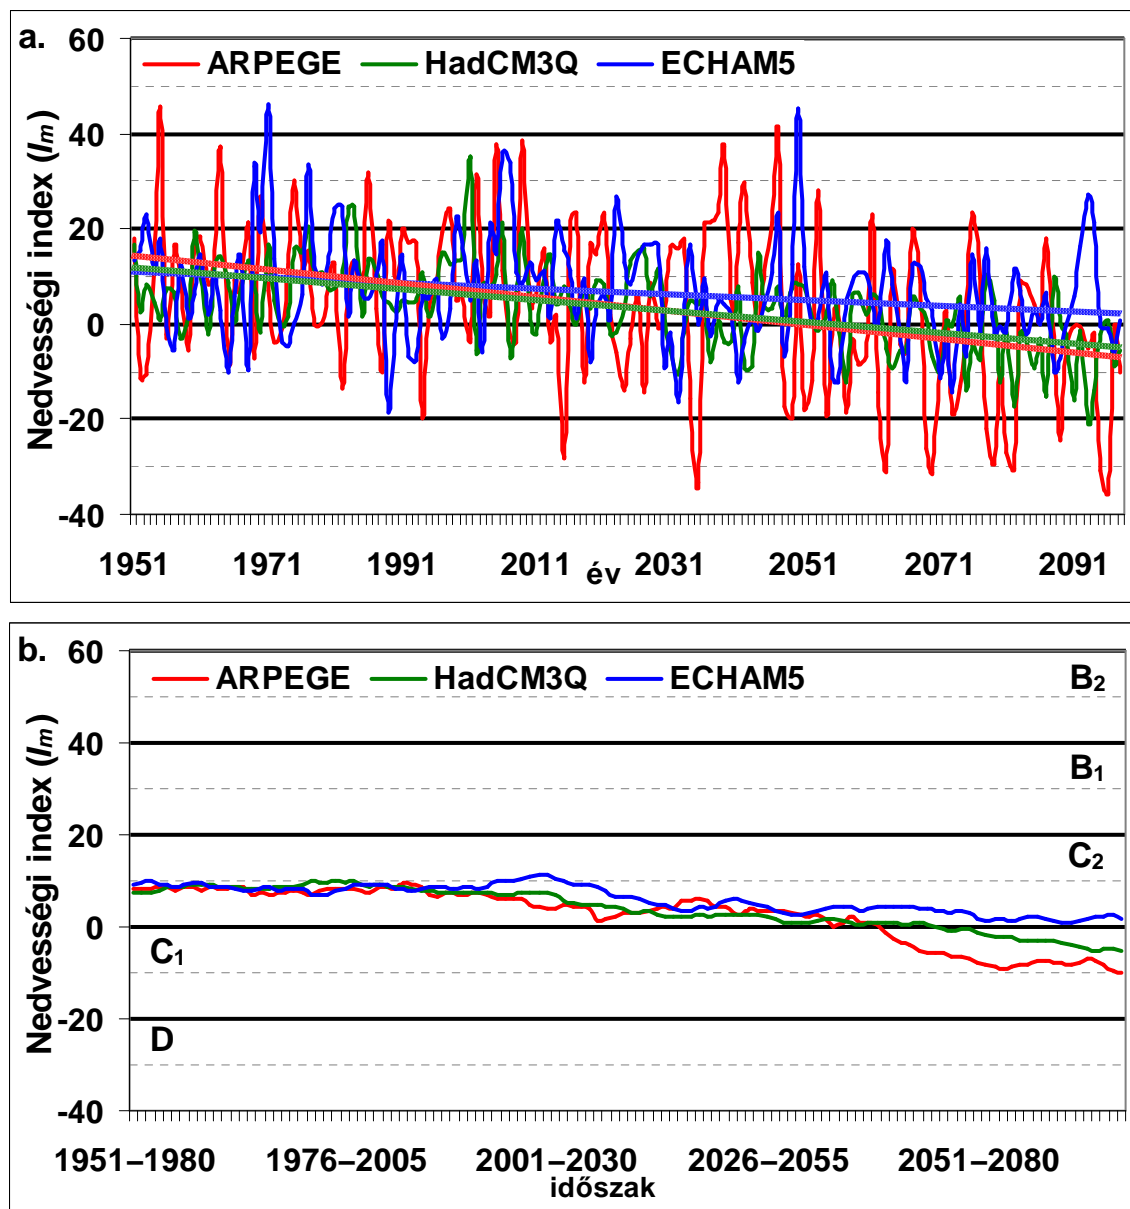 a.
60
40
20
0
-20
-40
Nedvességi index (Im)
ARPEGE HadCM3Q ECHAM5
1951 1971 1991 2011 2031 2051 2071 2091
év
b.
60
40
20
0
-20
-40
Nedvességi index (Im)
ARPEGE HadCM3Q ECHAM5
B2
B1
C2
C1
D
1951–1980 1976–2005 2001–2030 2026–2055 2051–2080
időszak